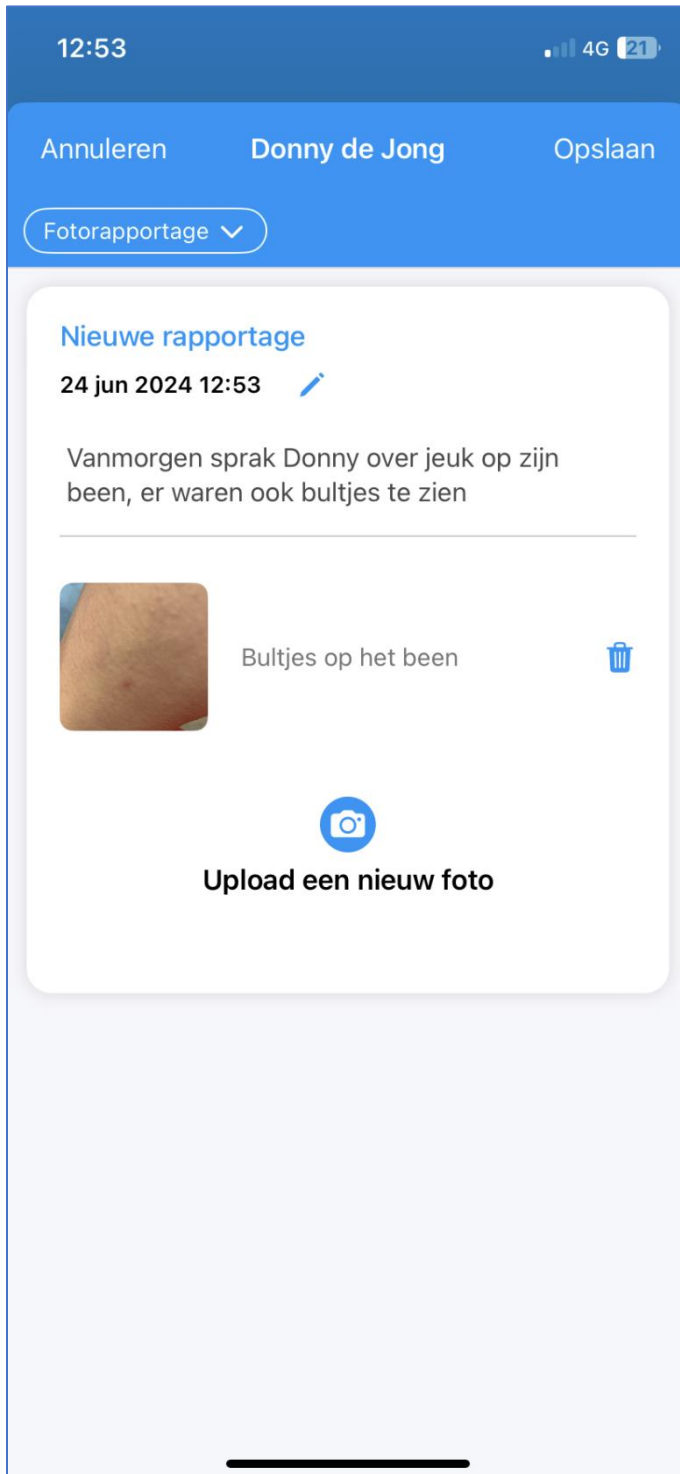 12:53
4G 21
Annuleren Donny de Jong Opslaan
Fotorapportage
Nieuwe rapportage
24 jun 2024 12:53
Vanmorgen sprak Donny over jeuk op zijn
been, er waren ook bultjes te zien
Bultjes op het been
Upload een nieuw foto